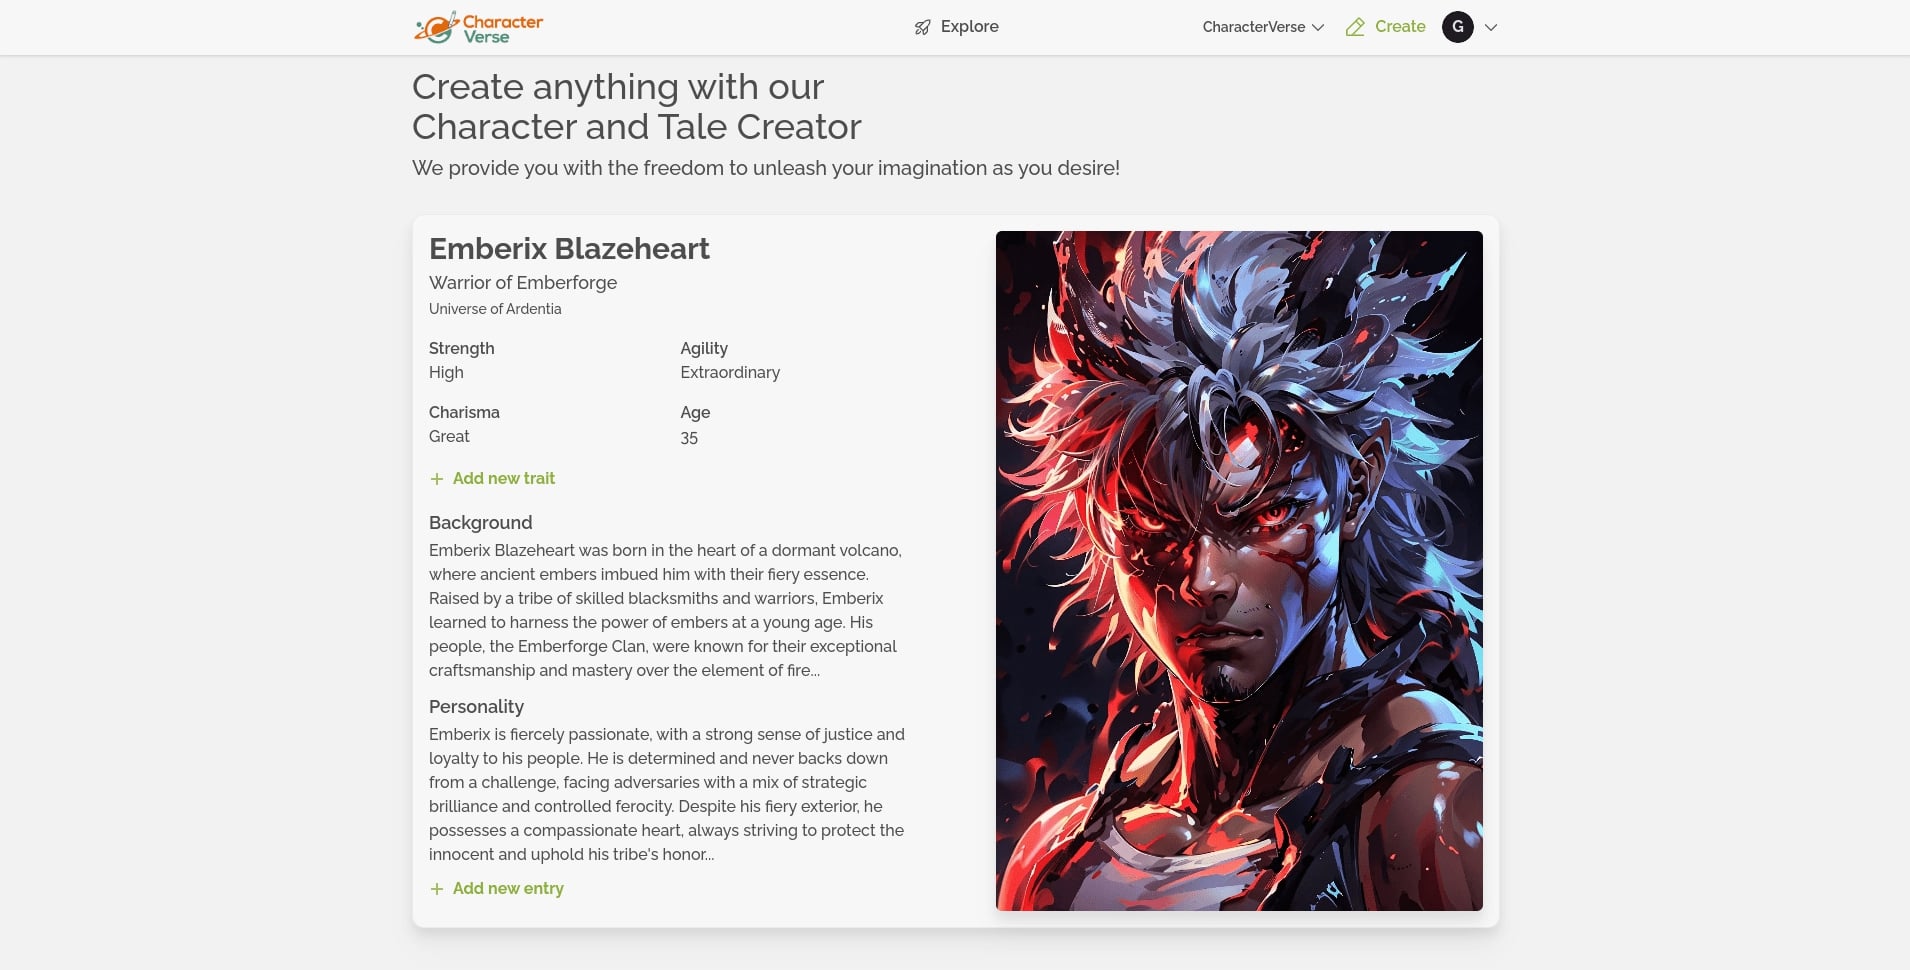 Character
Verse
Explore
CharacterVerse
Create
G
Create anything with our
Character and Tale Creator
We provide you with the freedom to unleash your imagination as you desire!
Emberix Blazeheart
Warrior of Emberforge
Universe of Ardentia
Strength
High
Agility
Extraordinary
Charisma
Great
Age
35
Add new trait
Background
Emberix Blazeheart was born in the heart of a dormant volcano,
where ancient embers imbued him with their fiery essence.
Raised by a tribe of skilled blacksmiths and warriors, Emberix
learned to harness the power of embers at a young age. His
people, the Emberforge Clan, were known for their exceptional
craftsmanship and mastery over the element of fire...
Personality
Emberix is fiercely passionate, with a strong sense of justice and
loyalty to his people. He is determined and never backs down
from a challenge, facing adversaries with a mix of strategic
brilliance and controlled ferocity. Despite his fiery exterior, he
possesses a compassionate heart, always striving to protect the
innocent and uphold his tribe's honor...
Add new entry